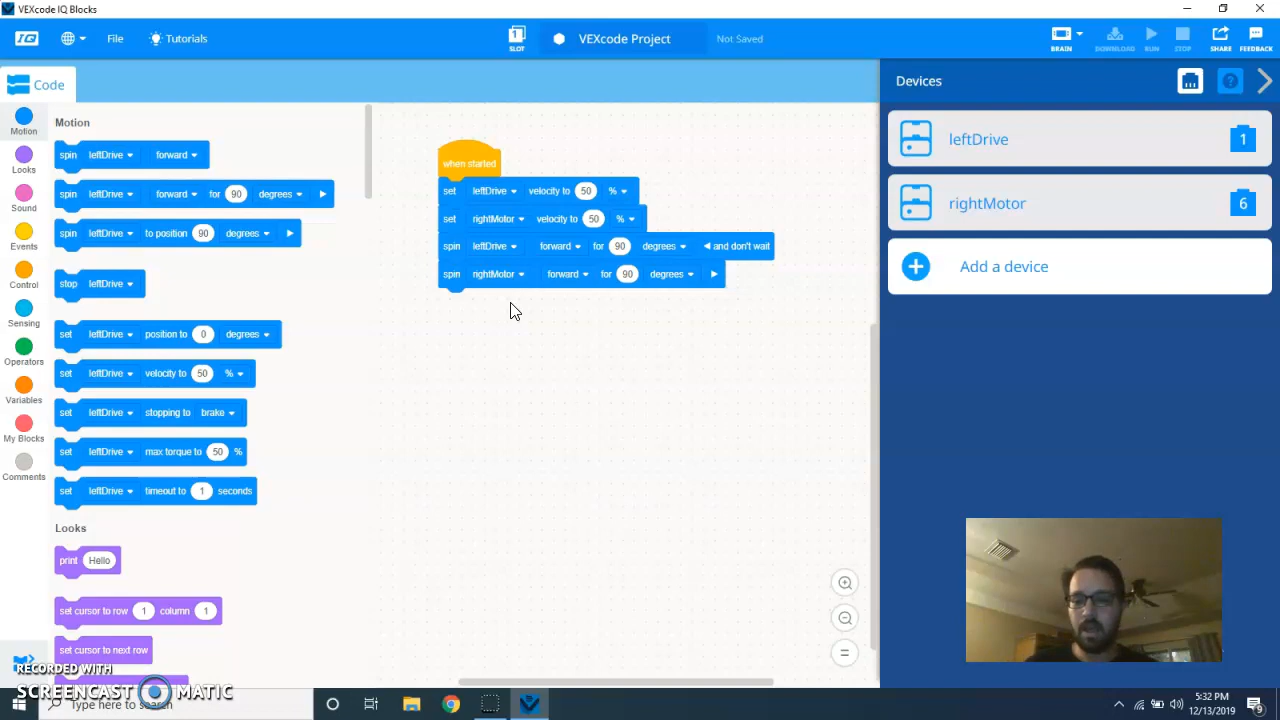 VEXcode IQ Blocks
IQ File Tutorials 1 SLOT VEXcode Project Not Saved BRAIN DOWNLOAD RUN STOP SHARE FEEDBACK
Code
Devices ?
Motion
Looks
Sound
Events
Control
Sensing
Operators
Variables
My Blocks
Comments
Motion
spin leftDrive forward
spin leftDrive forward for 90 degrees
spin leftDrive to position 90 degrees
stop leftDrive
set leftDrive position to 0 degrees
set leftDrive velocity to 50 %
set leftDrive stopping to brake
set leftDrive max torque to 50 %
set leftDrive timeout to 1 seconds
Looks
print Hello
set cursor to row 1 column 1
set cursor to next row
when started
set leftDrive velocity to 50 %
set rightMotor velocity to 50 %
spin leftDrive forward for 90 degrees and don't wait
spin rightMotor forward for 90 degrees
leftDrive 1
rightMotor 6
Add a device
RECORDED WITH
SCREENCAST MATIC
Type here to search
5:32 PM
12/13/2019
9